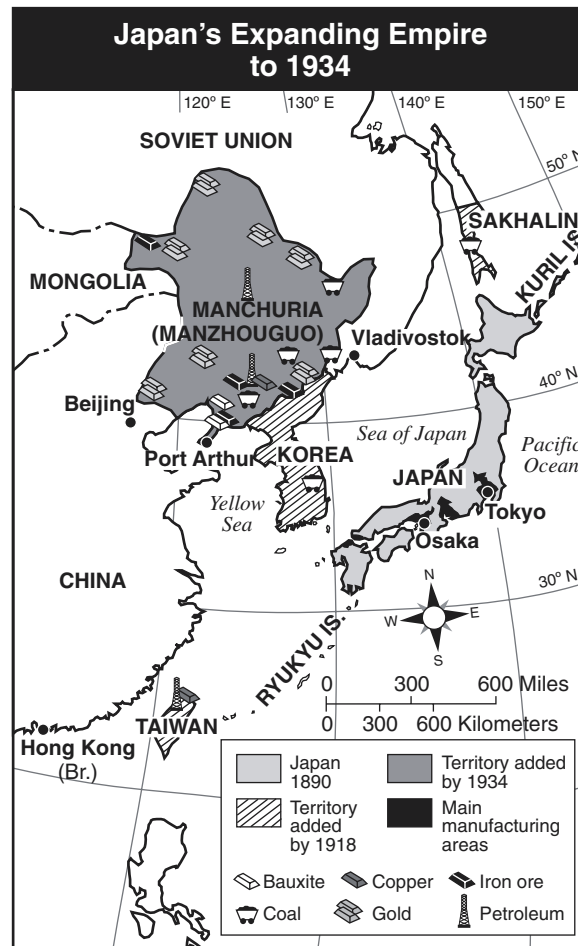 Japan's Expanding Empire
to 1934
120° E
130° E
140° E
150° E
SOVIET UNION
50° N
SAKHALIN
KURIL IS.
MONGOLIA
MANCHURIA
(MANZHOUGUO)
Vladivostok
40° N
Beijing
Sea of Japan
Pacific
Ocean
Port Arthur
KOREA
JAPAN
Yellow
Sea
Tokyo
Osaka
CHINA
30° N
N
W
E
S
RYUKYU IS.
0 300 600 Miles
0 300 600 Kilometers
TAIWAN
Hong Kong
(Br.)
Japan
1890
Territory added
by 1934
Territory
added
by 1918
Main
manufacturing
areas
Bauxite
Copper
Iron ore
Coal
Gold
Petroleum